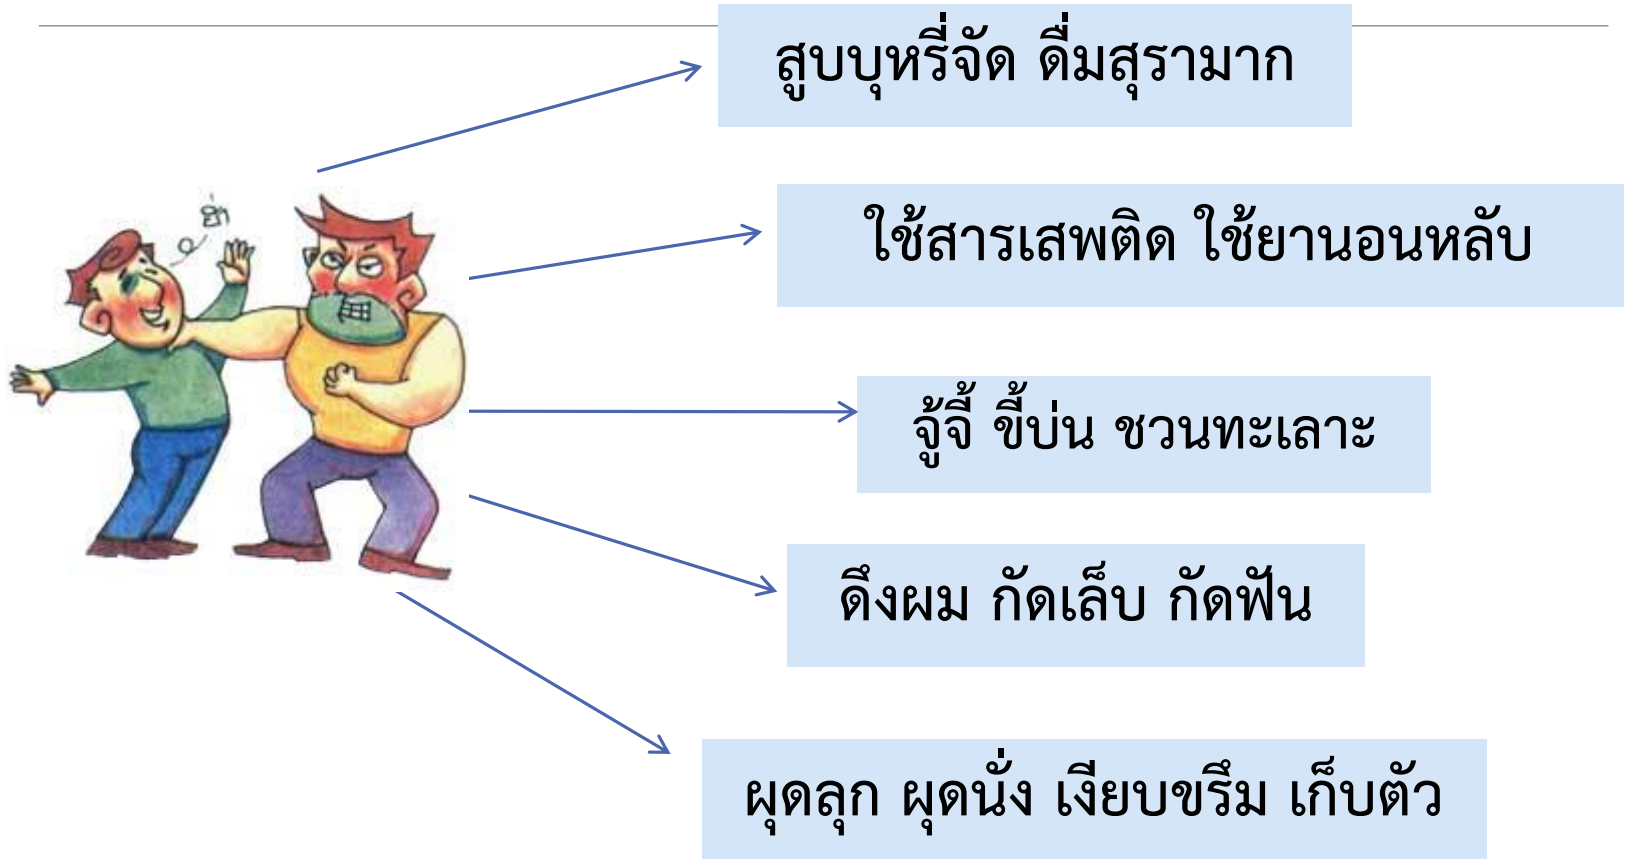 สูบบุหรี่จัด ดื่มสุรามาก
อย่า
ใช้สารเสพติด ใช้ยานอนหลับ
จู้จี้ ขี้บ่น ชวนทะเลาะ
ดึงผม กัดเล็บ กัดฟัน
ผุดลุก ผุดนั่ง เงียบขรึม เก็บตัว